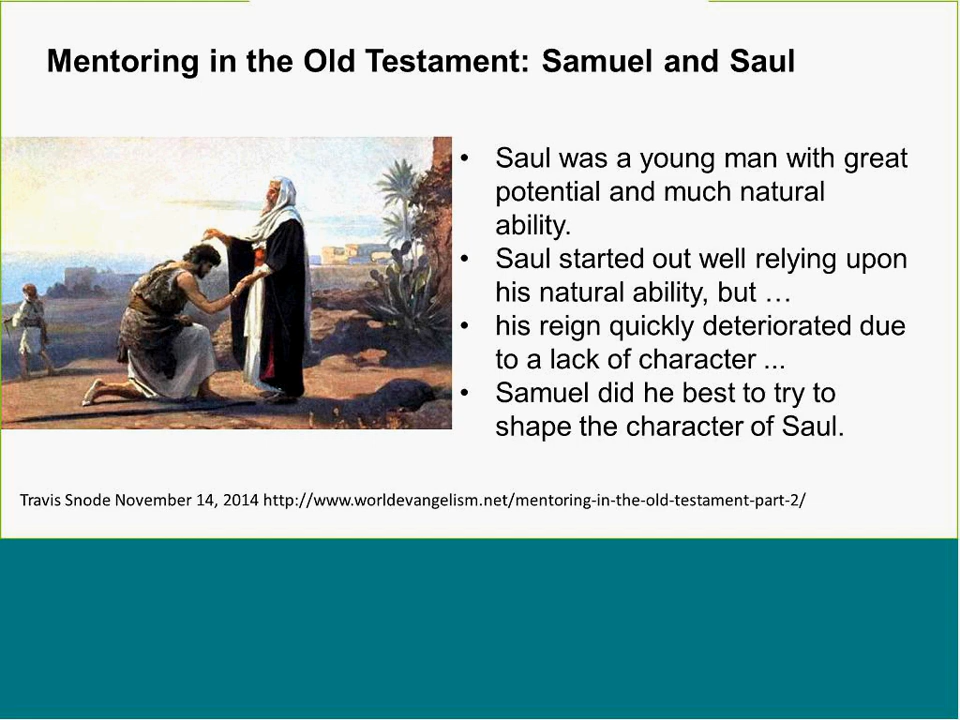 Mentoring in the Old Testament: Samuel and Saul
• Saul was a young man with great
potential and much natural
ability.
• Saul started out well relying upon
his natural ability, but …
• his reign quickly deteriorated due
to a lack of character ...
• Samuel did he best to try to
shape the character of Saul.
Travis Snode November 14, 2014 http://www.worldevangelism.net/mentoring-in-the-old-testament-part-2/